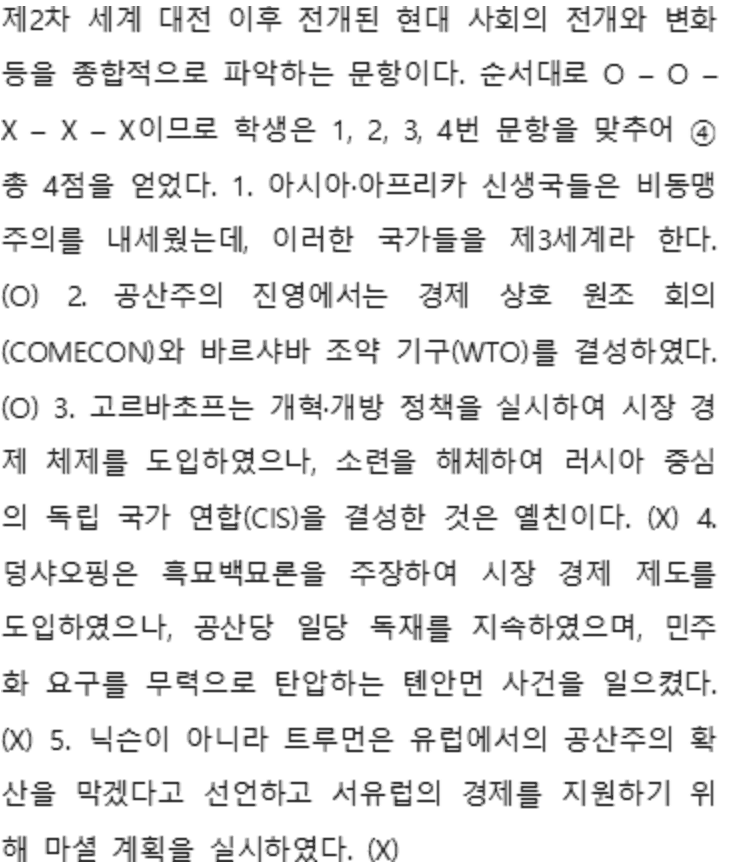 제2차 세계 대전 이후 전개된 현대 사회의 전개와 변화
등을 종합적으로 파악하는 문항이다. 순서대로 O – O –
X – X – X이므로 학생은 1, 2, 3, 4번 문항을 맞추어 ④
총 4점을 얻었다. 1. 아시아·아프리카 신생국들은 비동맹
주의를 내세웠는데, 이러한 국가들을 제3세계라 한다.
(O) 2. 공산주의 진영에서는 경제 상호 원조 회의
(COMECON)와 바르샤바 조약 기구(WTO)를 결성하였다.
(O) 3. 고르바초프는 개혁·개방 정책을 실시하여 시장 경
제 체제를 도입하였으나, 소련을 해체하여 러시아 중심
의 독립 국가 연합(CIS)을 결성한 것은 옐친이다. (X) 4.
덩샤오핑은 흑묘백묘론을 주장하여 시장 경제 제도를
도입하였으나, 공산당 일당 독재를 지속하였으며, 민주
화 요구를 무력으로 탄압하는 톈안먼 사건을 일으켰다.
(X) 5. 닉슨이 아니라 트루먼은 유럽에서의 공산주의 확
산을 막겠다고 선언하고 서유럽의 경제를 지원하기 위
해 마셜 계획을 실시하였다. (X)